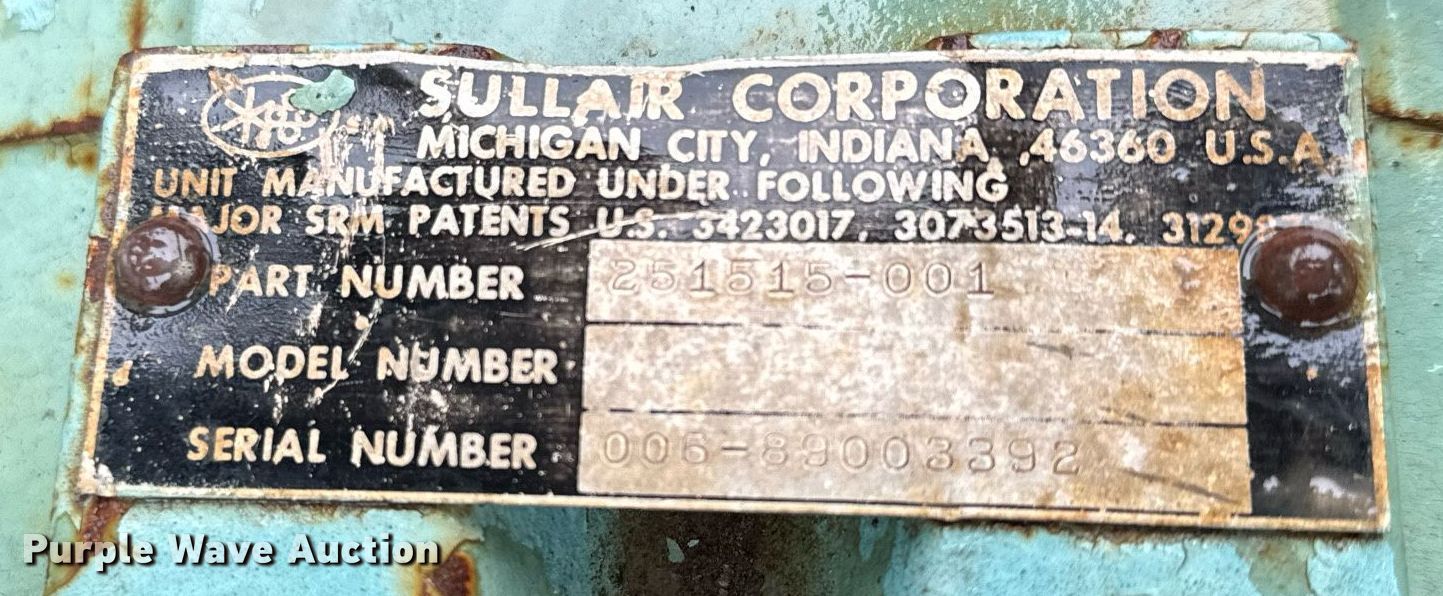 SULLAIR CORPORATION
MICHIGAN CITY, INDIANA, 46360 U.S.A.
UNIT MANUFACTURED UNDER FOLLOWING
MAJOR SRM PATENTS U.S. 3423017, 3073513-14,
PART NUMBER 251515-001
MODEL NUMBER
SERIAL NUMBER 006-89003392
Purple Wave Auction